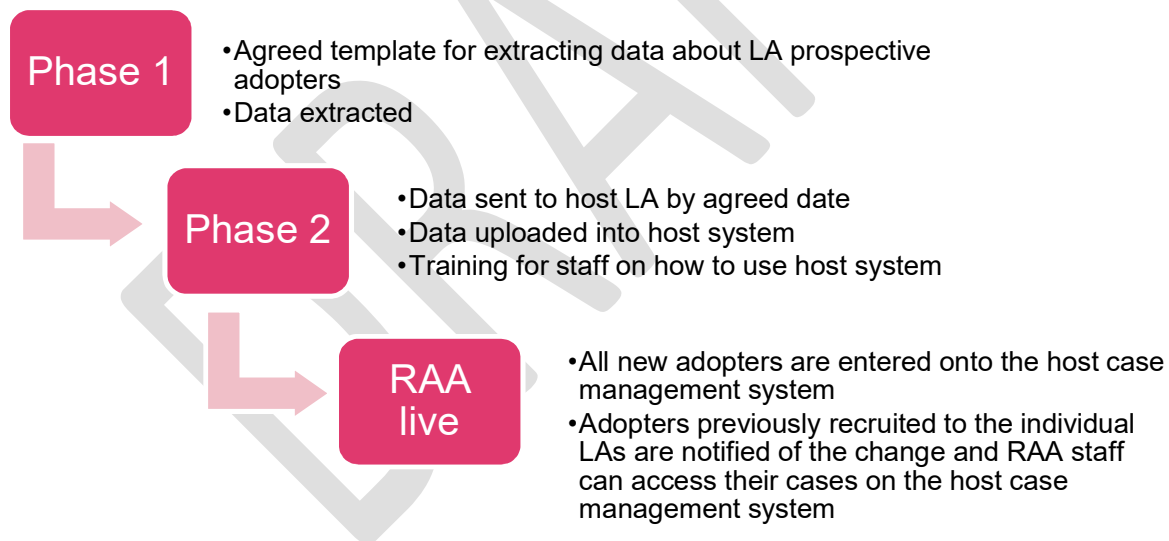 Phase 1
•Agreed template for extracting data about LA prospective
adopters
•Data extracted
Phase 2
•Data sent to host LA by agreed date
•Data uploaded into host system
•Training for staff on how to use host system
RAA
live
•All new adopters are entered onto the host case
management system
•Adopters previously recruited to the individual
LAs are notified of the change and RAA staff
can access their cases on the host case
management system